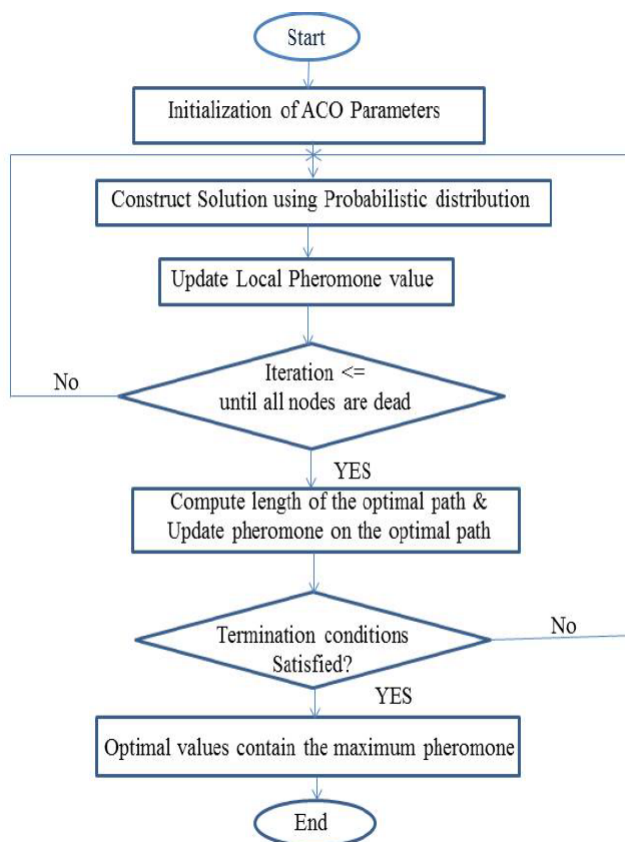 Start
Initialization of ACO Parameters
Construct Solution using Probabilistic distribution
Update Local Pheromone value
Iteration <=
until all nodes are dead
No
YES
Compute length of the optimal path &
Update pheromone on the optimal path
Termination conditions
Satisfied?
No
YES
Optimal values contain the maximum pheromone
End